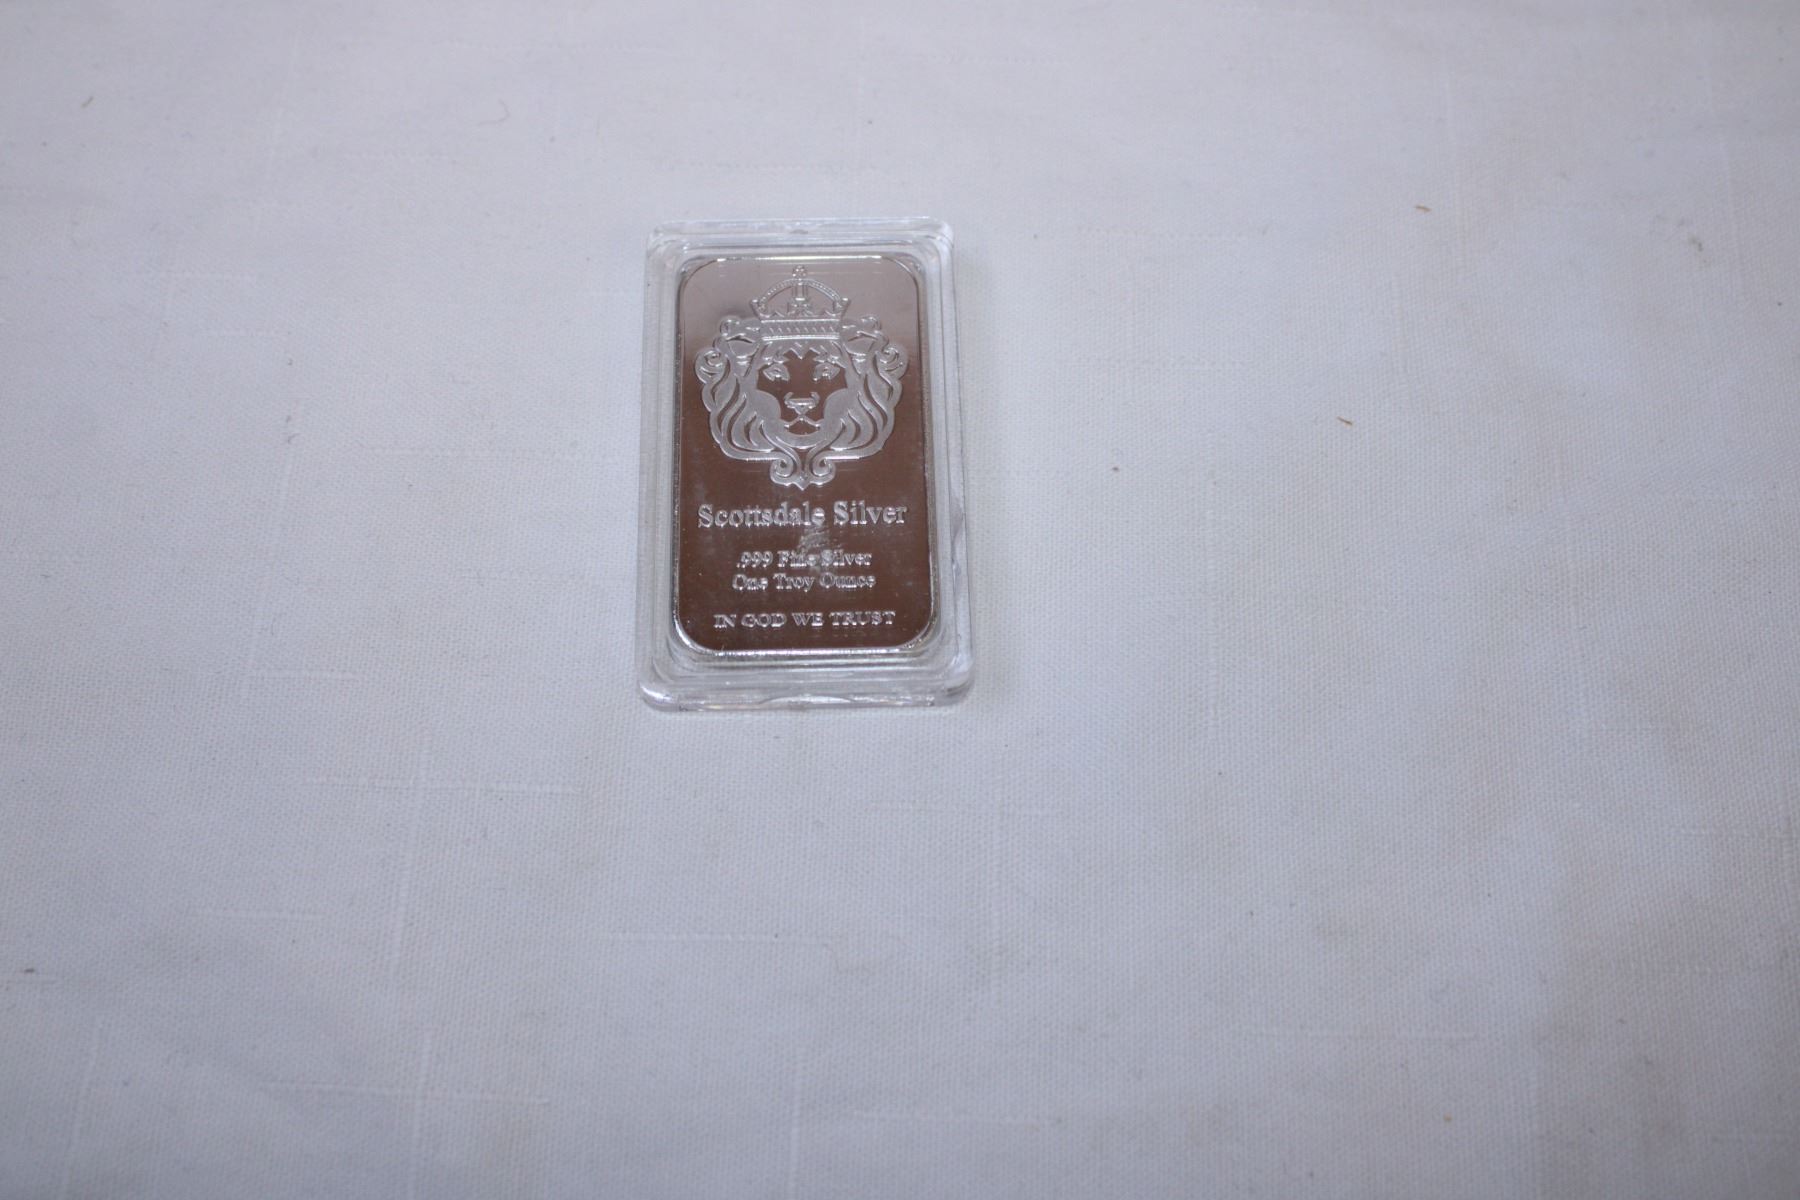 Scottsdale Silver
.999 Fine Silver
One Troy Ounce
IN GOD WE TRUST